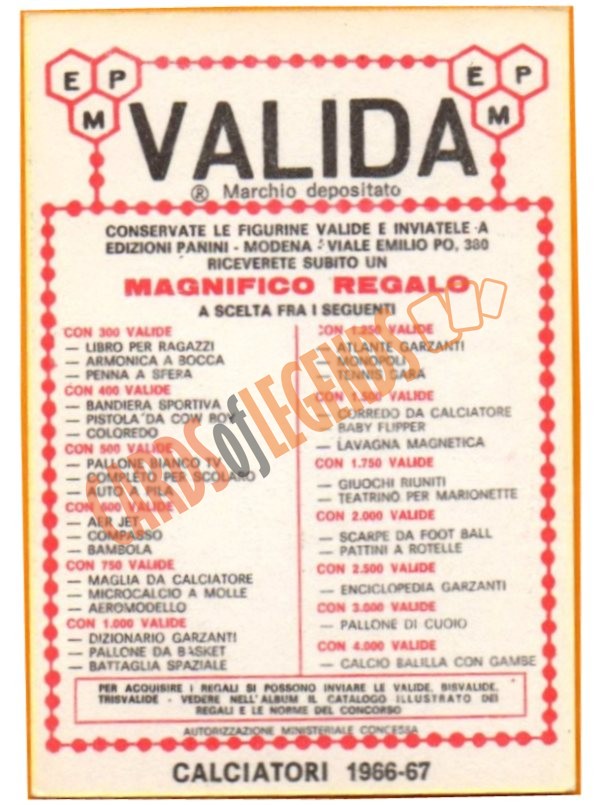 E P
M
E P
M
VALIDA
® Marchio depositato
CONSERVATE LE FIGURINE VALIDE E INVIATELE A
EDIZIONI PANINI - MODENA - VIALE EMILIO PO, 380
RICEVERETE SUBITO UN
MAGNIFICO REGALO
A SCELTA FRA I SEGUENTI
CON 300 VALIDE
— LIBRO PER RAGAZZI
— ARMONICA A BOCCA
— PENNA A SFERA
CON 400 VALIDE
— BANDIERA SPORTIVA
— PISTOLA DA COW BOY
— COLOREDO
CON 500 VALIDE
— PALLONE BIANCO TV
— COMPLETO PER SCOLARO
— AUTO A PILA
CON 600 VALIDE
— AER JET
— COMPASSO
— BAMBOLA
CON 750 VALIDE
— MAGLIA DA CALCIATORE
— MICROCALCIO A MOLLE
— AEROMODELLO
CON 1.000 VALIDE
— DIZIONARIO GARZANTI
— PALLONE DA BASKET
— BATTAGLIA SPAZIALE
CON 1.250 VALIDE
— ATLANTE GARZANTI
— MONOPOLI
— TENNIS GARA
CON 1.500 VALIDE
— CORREDO DA CALCIATORE
— BABY FLIPPER
— LAVAGNA MAGNETICA
CON 1.750 VALIDE
— GIUOCHI RIUNITI
— TEATRINO PER MARIONETTE
CON 2.000 VALIDE
— SCARPE DA FOOT BALL
— PATTINI A ROTELLE
CON 2.500 VALIDE
— ENCICLOPEDIA GARZANTI
CON 3.000 VALIDE
— PALLONE DI CUOIO
CON 4.000 VALIDE
— CALCIO BALILLA CON GAMBE
PER ACQUISIRE I REGALI SI POSSONO INVIARE LE VALIDE, BISVALIDE,
TRISVALIDE - VEDERE NELL'ALBUM IL CATALOGO ILLUSTRATO DEI
REGALI E LE NORME DEL CONCORSO
AUTORIZZAZIONE MINISTERIALE CONCESSA
CALCIATORI 1966-67
CARDS of LEGENDS